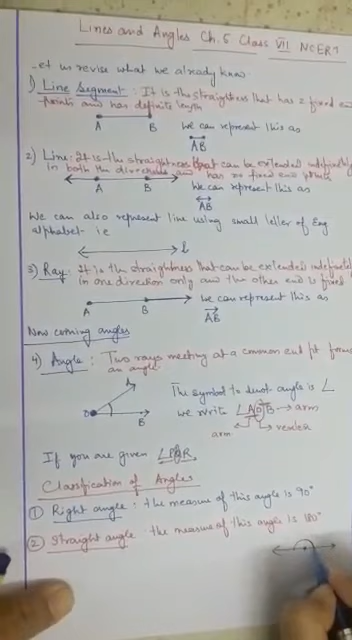 Lines and Angles Ch.5 Class VII NCERT
et us revise what we already know.
1) Line Segment: It is the straightness that has 2 fixed end
points and has definite length
A B We can represent this as
AB
2) Line: It is the straightness that can be extended indefinitely
in both the directions and has no fixed end points
A B We can represent this as
AB
We can also represent line using small letter of Eng
alphabet i.e
l
3) Ray: It is the straightness that can be extended indefinitel
in one direction only and the other end is fixed
A B We can represent this as
AB
Now coming angles
4) Angle: Two rays meeting at a common end pt forms
an angle.
A The symbol to denot angle is ∠
O B we write ∠AOB → arm
arm → vertex
If you are given ∠PQR,
Classification of Angles
① Right angle: the measure of this angle is 90°
② Straight angle the measure of this angle is 180°